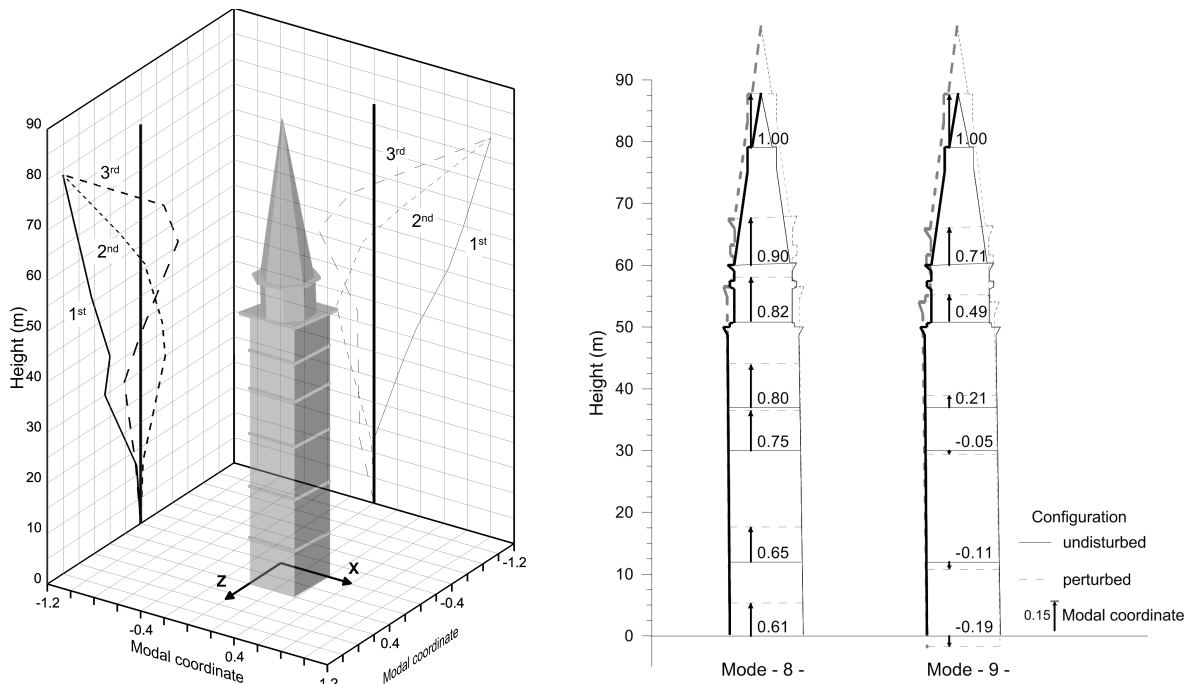 90
80
70
60
50
40
30
20
10
0
Height (m)
3rd
2nd
1st
3rd
2nd
1st
Z
X
-1.2
-0.4
0.4
1.2
Modal coordinate
0.4
-0.4
-1.2
Modal coordinate
90
80
70
60
50
40
30
20
10
0
Height (m)
1.00
0.90
0.82
0.80
0.75
0.65
0.61
Mode - 8 -
1.00
0.71
0.49
0.21
-0.05
-0.11
-0.19
Mode - 9 -
Configuration
undisturbed
perturbed
0.15 Modal coordinate